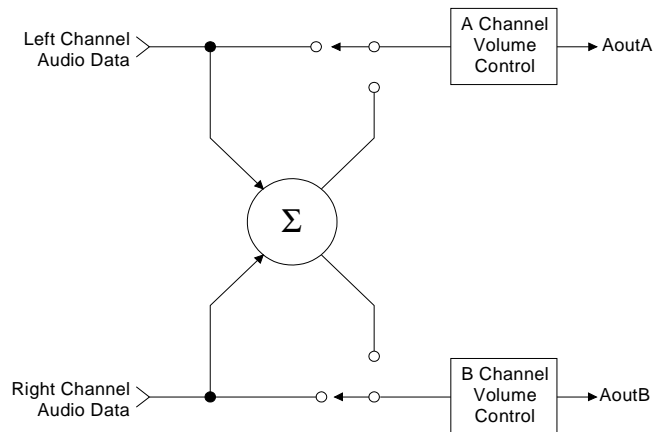 Left Channel
Audio Data
A Channel
Volume
Control
AoutA
Σ
Right Channel
Audio Data
B Channel
Volume
Control
AoutB